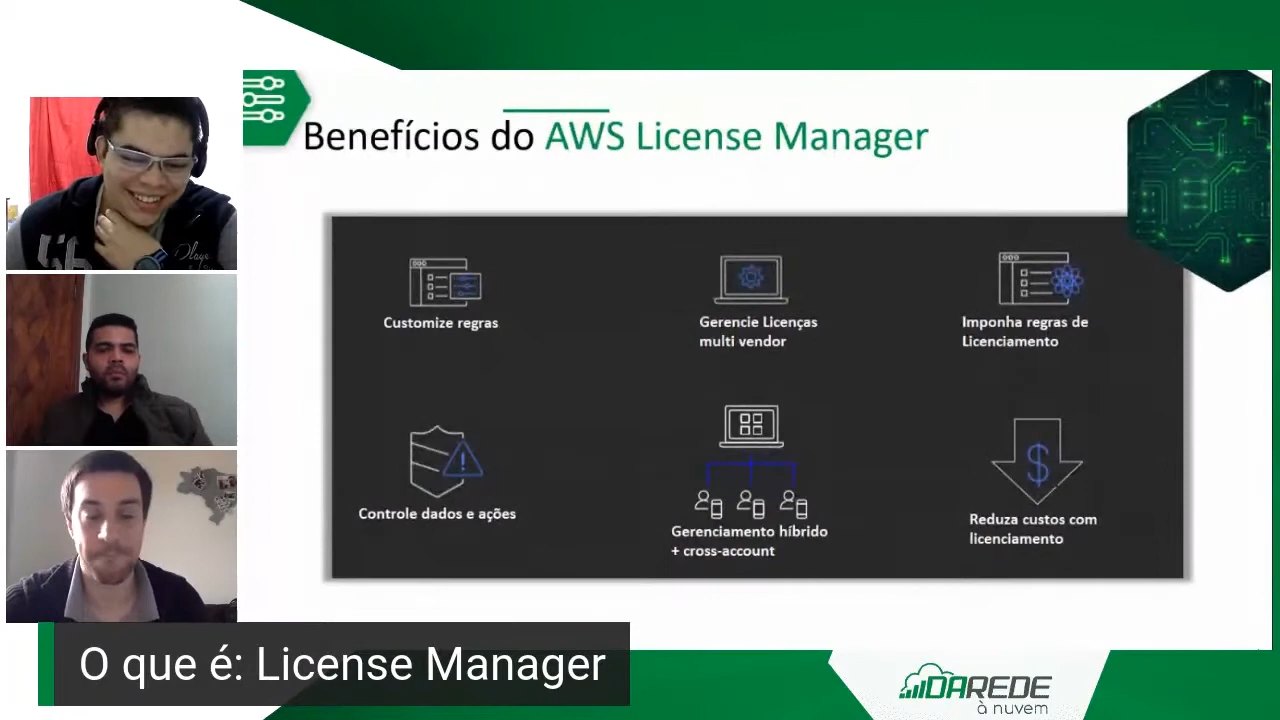 Benefícios do AWS License Manager
Customize regras
Gerencie Licenças
multi vendor
Imponha regras de
Licenciamento
Controle dados e ações
Gerenciamento híbrido
+ cross-account
$
Reduza custos com
licenciamento
O que é: License Manager
DAREDE
à nuvem